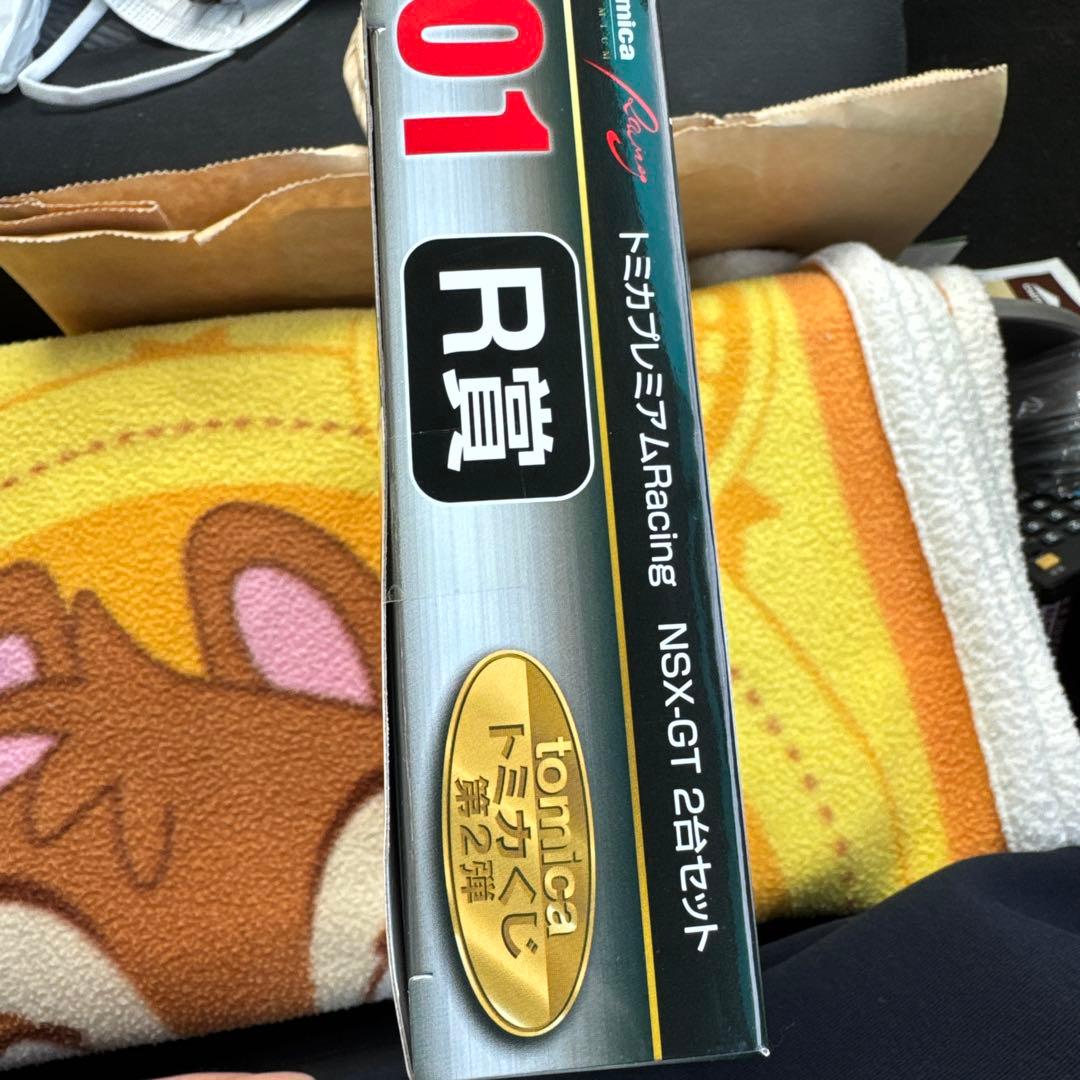 01
R賞
tomica
トミカくじ
第2弾
mica
Racing
トミカプレミアムRacing NSX-GT 2台セット